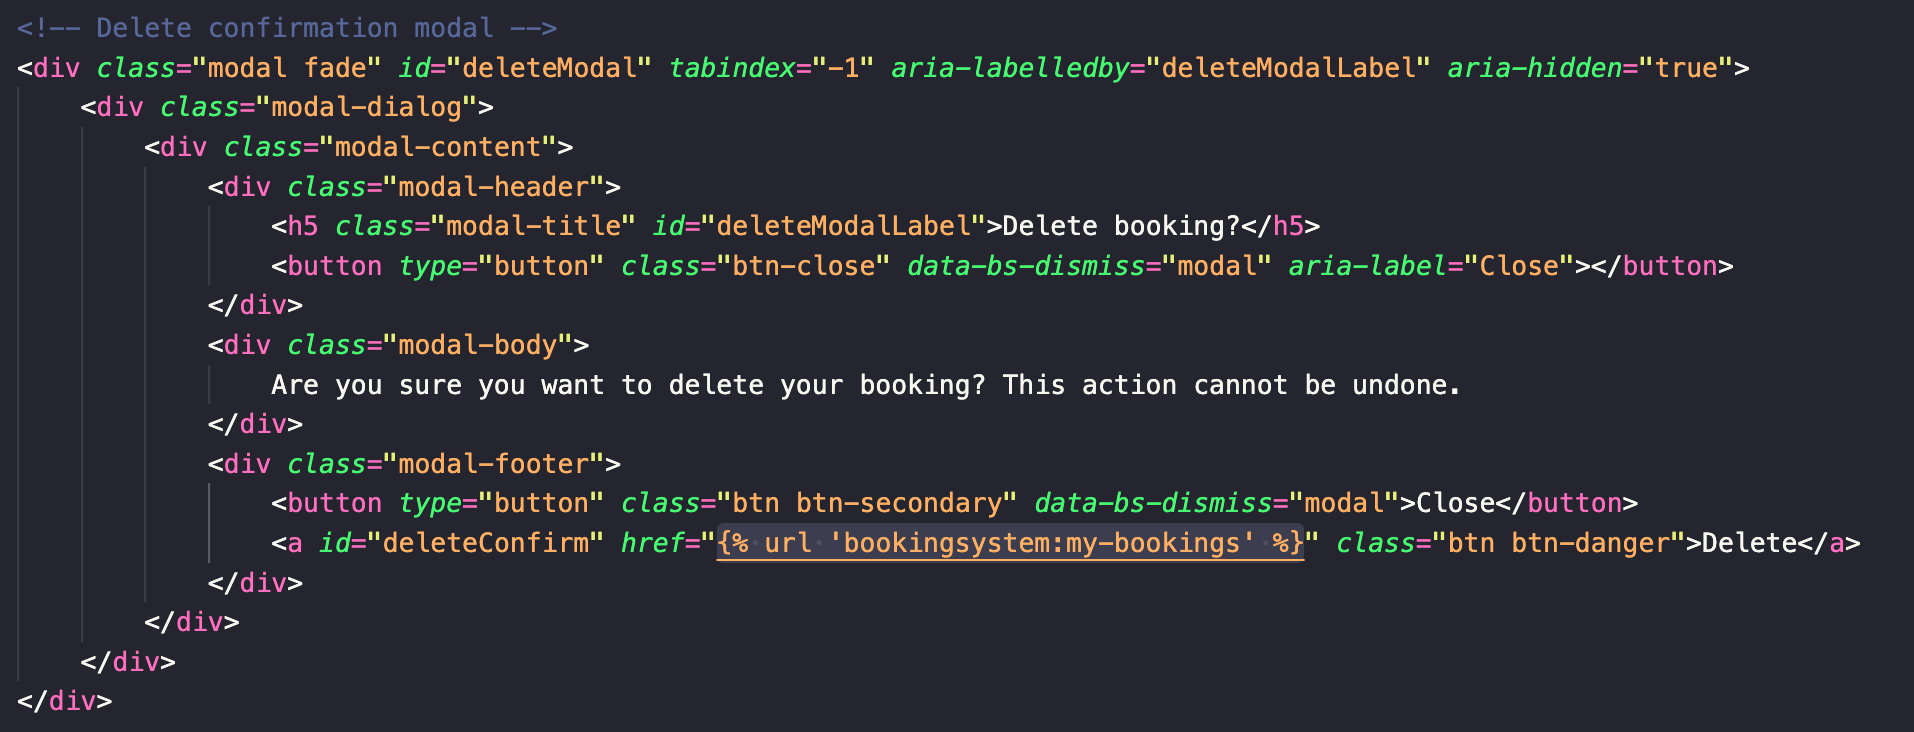 <!-- Delete confirmation modal -->
<div class="modal fade" id="deleteModal" tabindex="-1" aria-labelledby="deleteModalLabel" aria-hidden="true">
    <div class="modal-dialog">
        <div class="modal-content">
            <div class="modal-header">
                <h5 class="modal-title" id="deleteModalLabel">Delete booking?</h5>
                <button type="button" class="btn-close" data-bs-dismiss="modal" aria-label="Close"></button>
            </div>
            <div class="modal-body">
                Are you sure you want to delete your booking? This action cannot be undone.
            </div>
            <div class="modal-footer">
                <button type="button" class="btn btn-secondary" data-bs-dismiss="modal">Close</button>
                <a id="deleteConfirm" href="{% url 'bookingsystem:my-bookings' %}" class="btn btn-danger">Delete</a>
            </div>
        </div>
    </div>
</div>